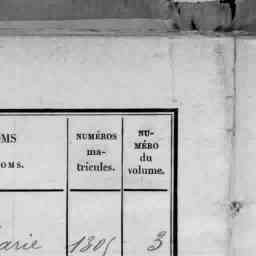 OMS
OMS.
NUMÉROS
ma-
tricules.
NU-
MÉRO
du
volume.
arie 1305 3